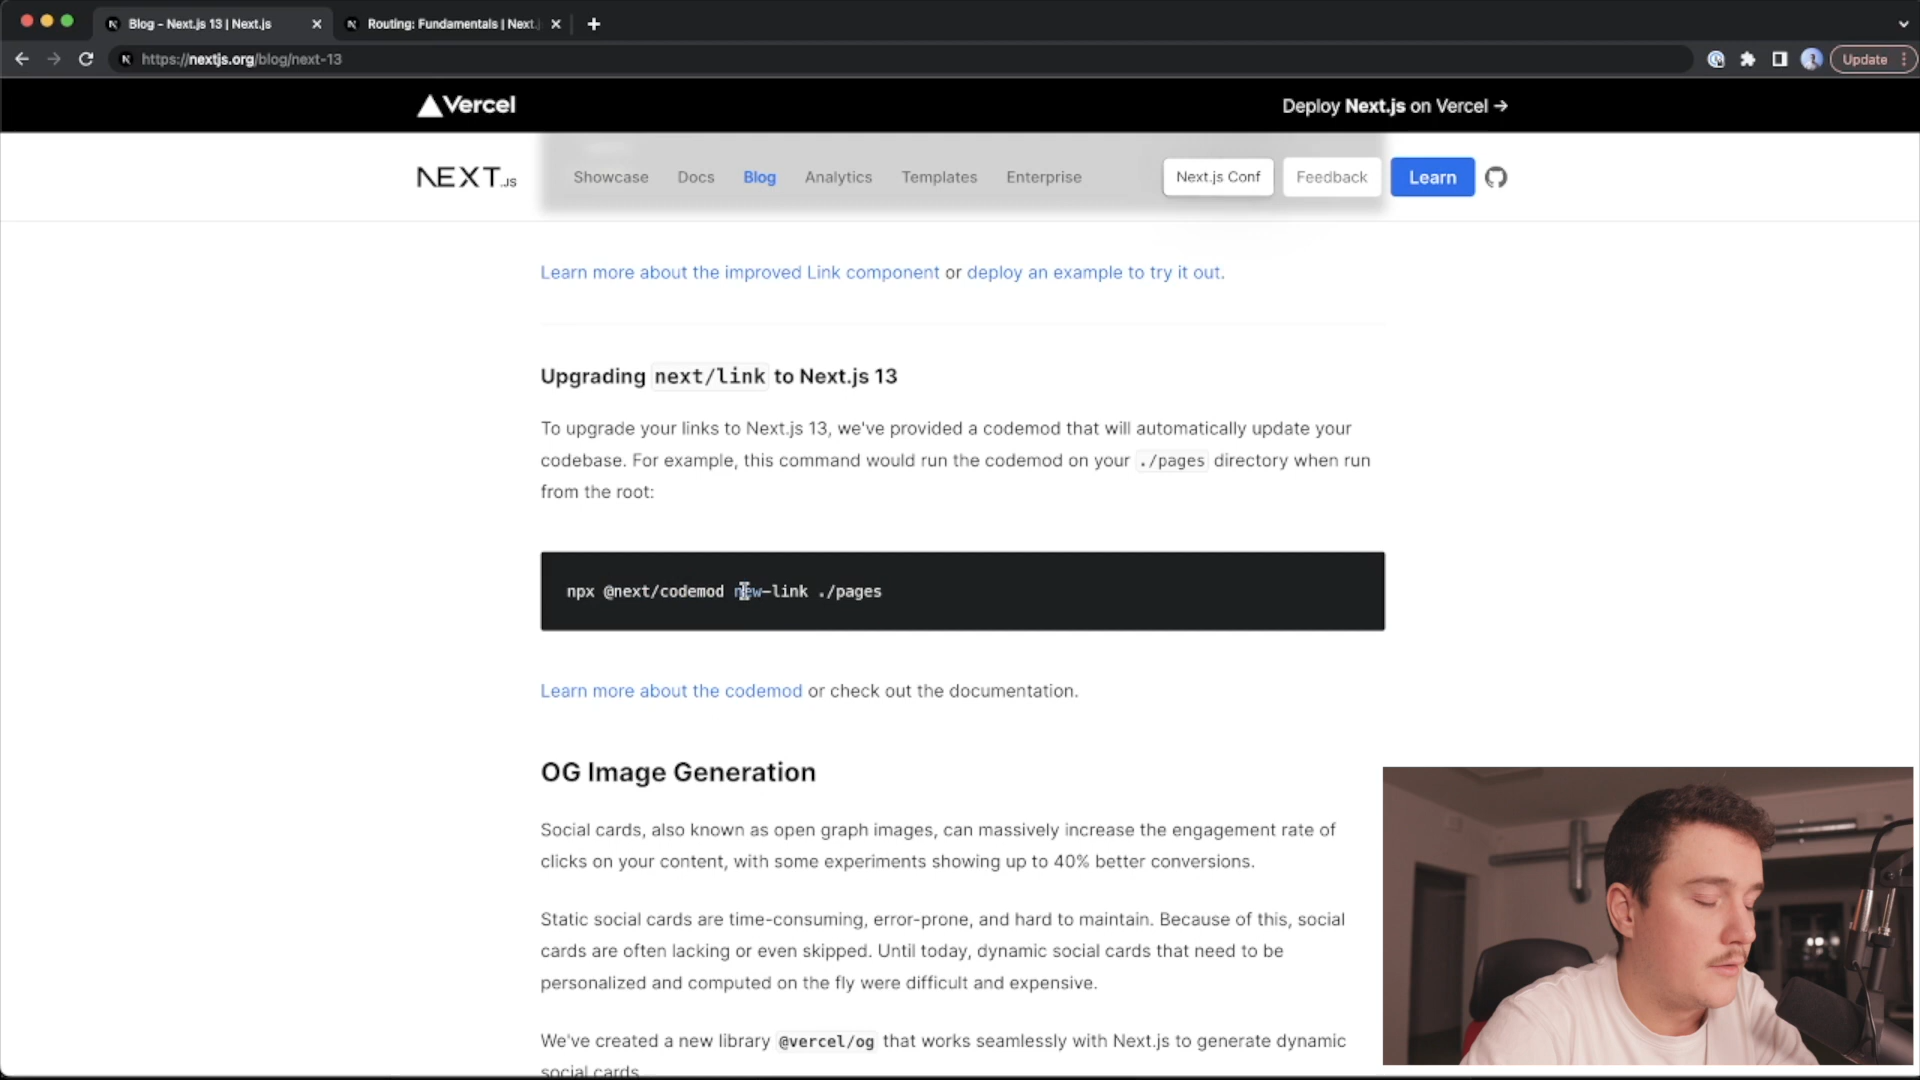 Blog – Next.js 13 | Next.js
Routing: Fundamentals | Next.
https://nextjs.org/blog/next-13
Update
Vercel
Deploy Next.js on Vercel →
NEXT.JS
Showcase
Docs
Blog
Analytics
Templates
Enterprise
Next.js Conf
Feedback
Learn
Learn more about the improved Link component or deploy an example to try it out.
Upgrading next/link to Next.js 13
To upgrade your links to Next.js 13, we've provided a codemod that will automatically update your
codebase. For example, this command would run the codemod on your ./pages directory when run
from the root:
npx @next/codemod new-link ./pages
Learn more about the codemod or check out the documentation.
OG Image Generation
Social cards, also known as open graph images, can massively increase the engagement rate of
clicks on your content, with some experiments showing up to 40% better conversions.
Static social cards are time-consuming, error-prone, and hard to maintain. Because of this, social
cards are often lacking or even skipped. Until today, dynamic social cards that need to be
personalized and computed on the fly were difficult and expensive.
We've created a new library @vercel/og that works seamlessly with Next.js to generate dynamic
social cards.